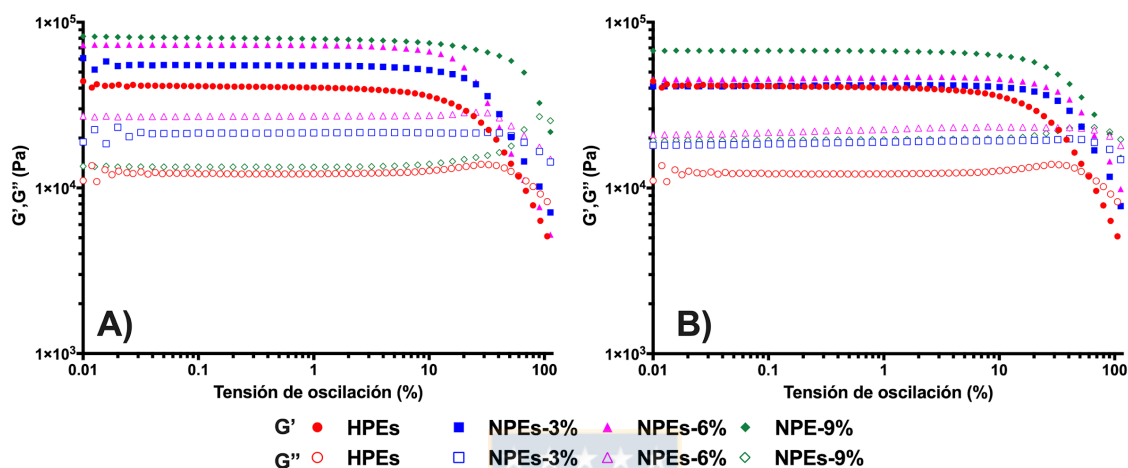 1×10⁵ 1×10⁵
G',G'' (Pa) G',G'' (Pa)
1×10⁴ 1×10⁴
A) B)
1×10³ 1×10³
0.01 0.1 1 10 100 0.01 0.1 1 10 100
Tensión de oscilación (%) Tensión de oscilación (%)
G' HPEs NPEs-3% NPEs-6% NPE-9%
G'' HPEs NPEs-3% NPEs-6% NPEs-9%